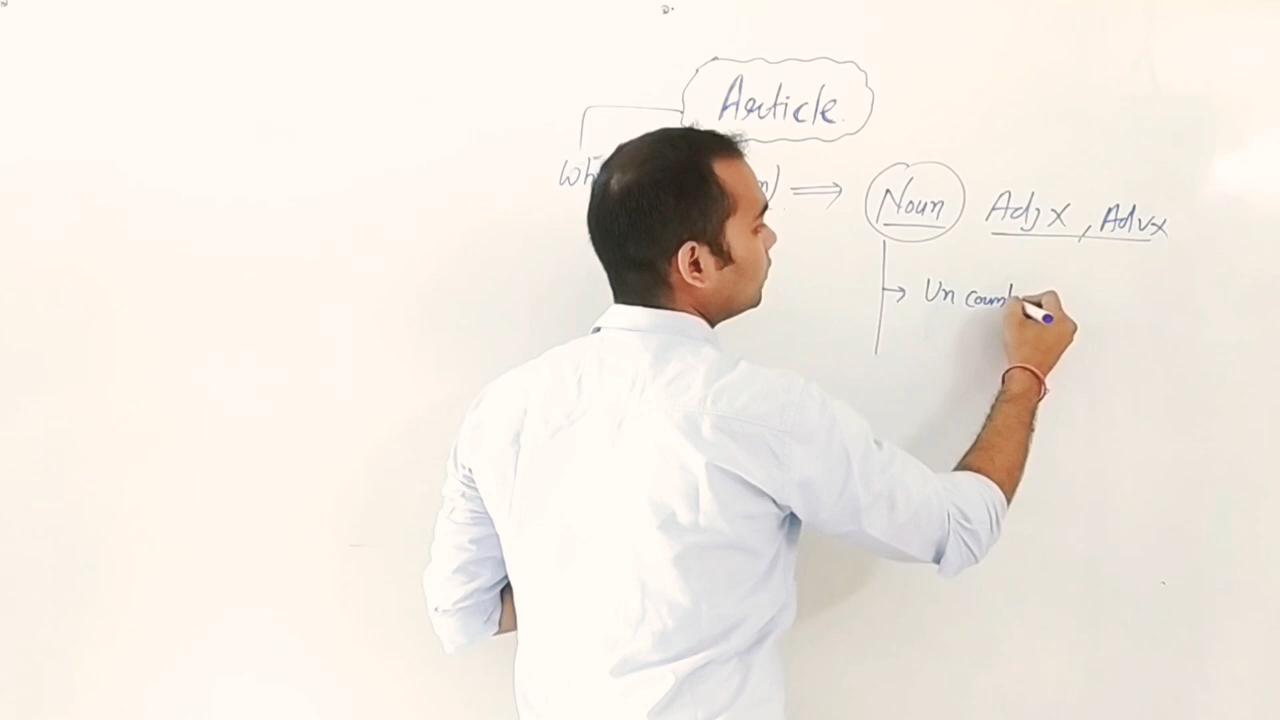 Article.
⇒ Noun Adj x , Adv x
→ Un count